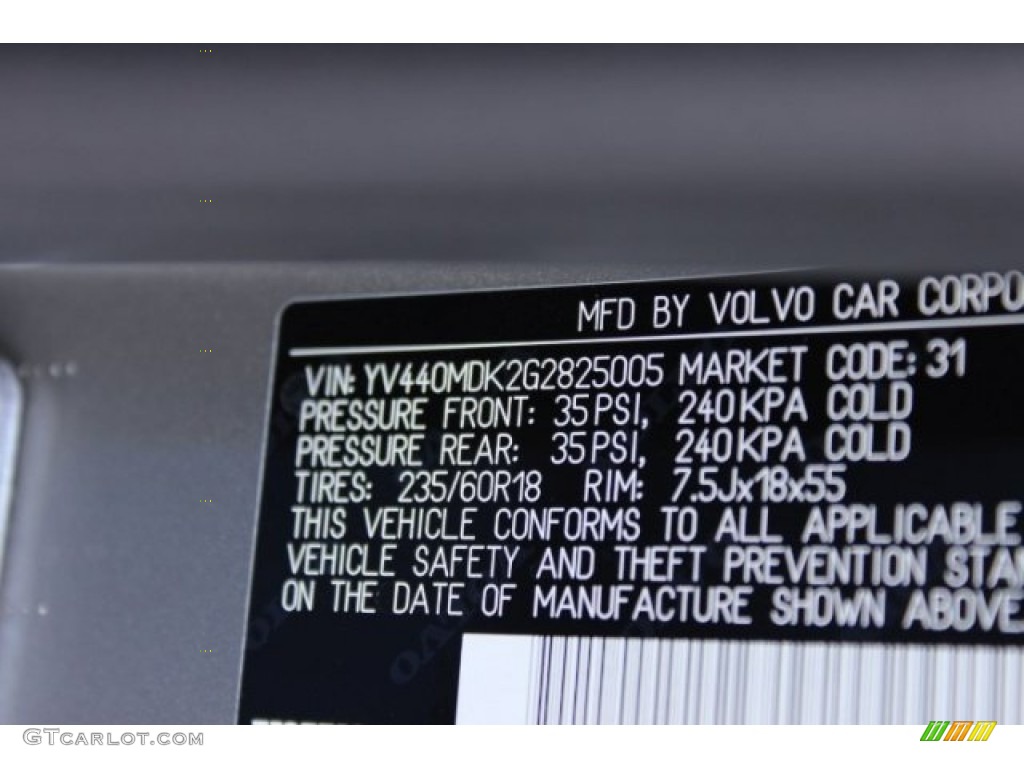 MFD BY VOLVO CAR CORPO
VIN: YV440MDK2G2825005 MARKET CODE: 31
PRESSURE FRONT: 35 PSI, 240 KPA COLD
PRESSURE REAR: 35 PSI, 240 KPA COLD
TIRES: 235/60R18 RIM: 7.5Jx18x55
THIS VEHICLE CONFORMS TO ALL APPLICABLE
VEHICLE SAFETY AND THEFT PREVENTION STAN
ON THE DATE OF MANUFACTURE SHOWN ABOVE.
GTCARLOT.COM